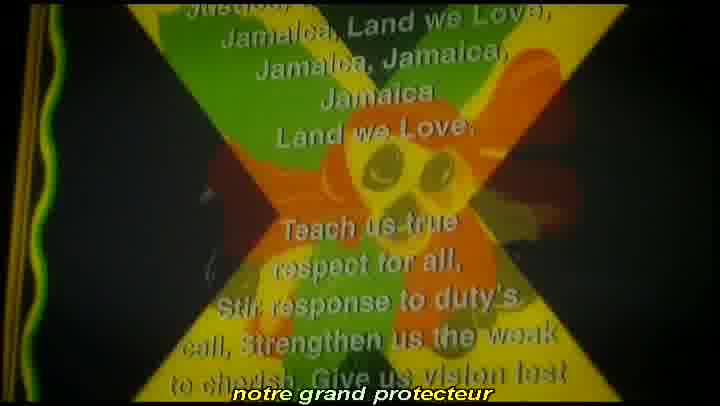 Jamaica, Land we Love,
Jamaica, Jamaica,
Jamaica
Land we Love.
Teach us true
respect for all,
Stir response to duty's
call, Strengthen us the weak
to cherish, Give us vision lest
notre grand protecteur